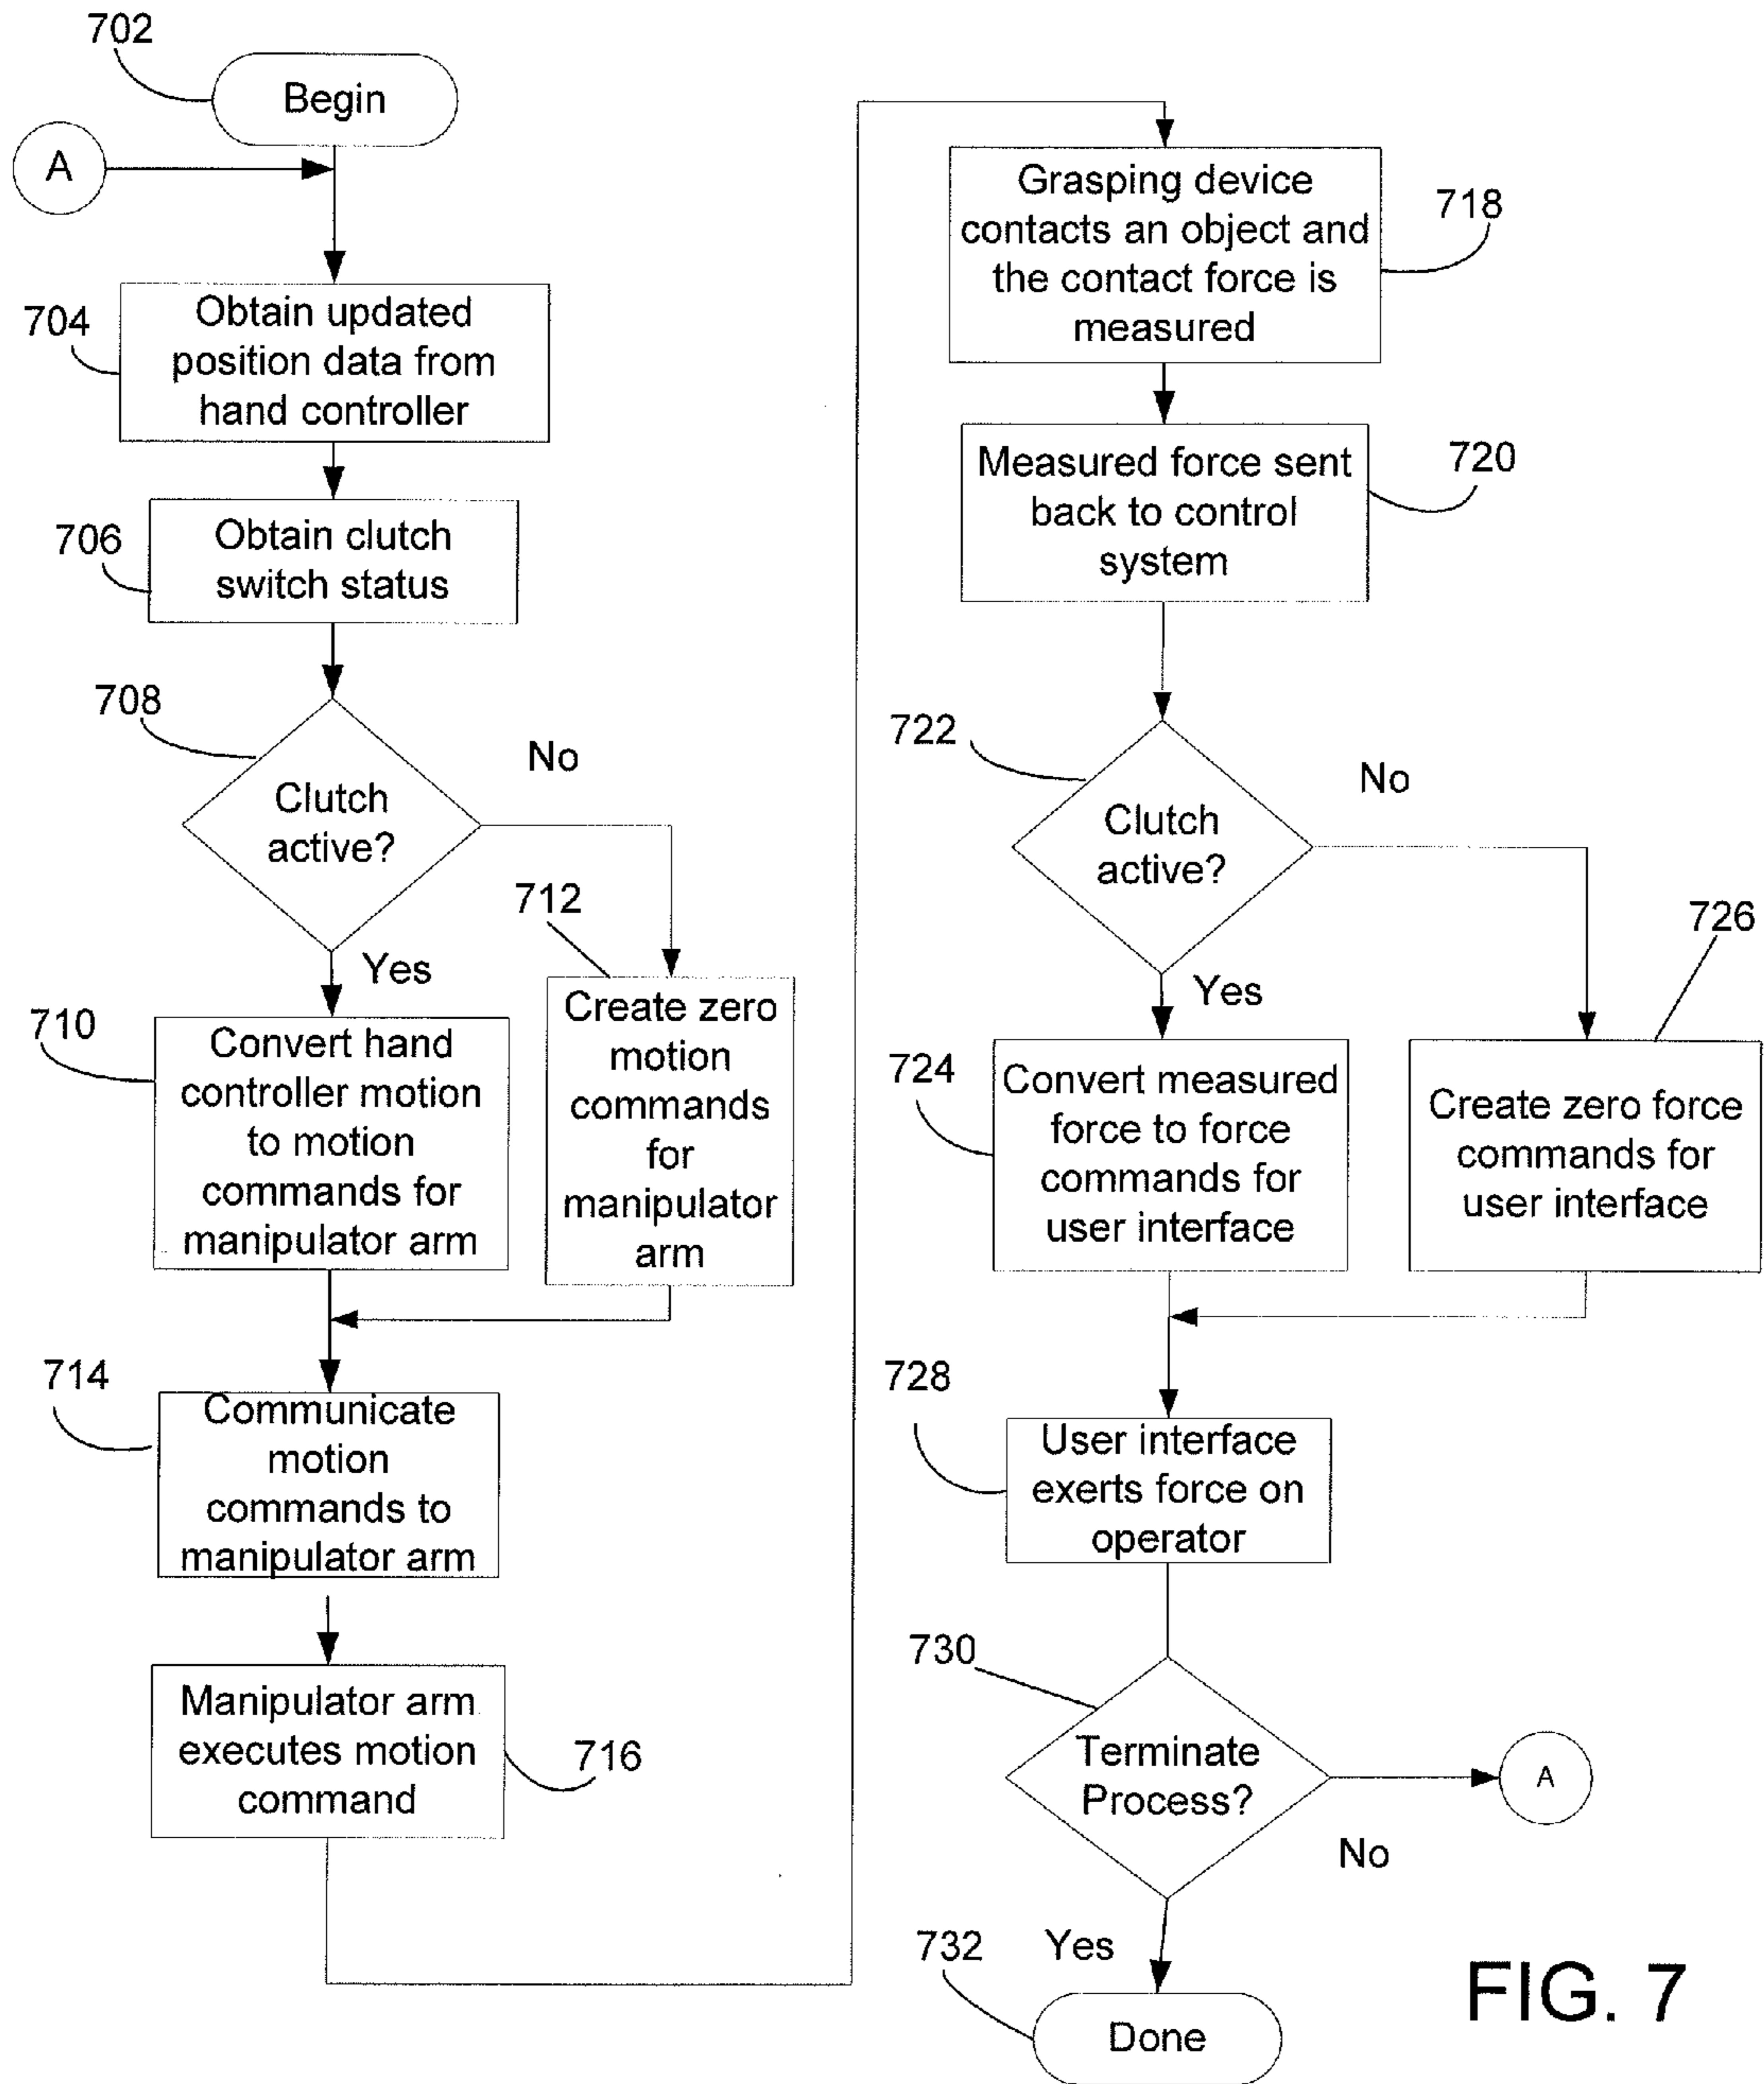 702
Begin
A
704
Obtain updated
position data from
hand controller
706
Obtain clutch
switch status
708
Clutch
active?
No
Yes
710
Convert hand
controller motion
to motion
commands for
manipulator arm
712
Create zero
motion
commands
for
manipulator
arm
714
Communicate
motion
commands to
manipulator arm
Manipulator arm
executes motion
command
716
Grasping device
contacts an object and
the contact force is
measured
718
Measured force sent
back to control
system
720
722
Clutch
active?
No
Yes
724
Convert measured
force to force
commands for
user interface
726
Create zero force
commands for
user interface
728
User interface
exerts force on
operator
730
Terminate
Process?
A
No
Yes
732
Done
FIG. 7